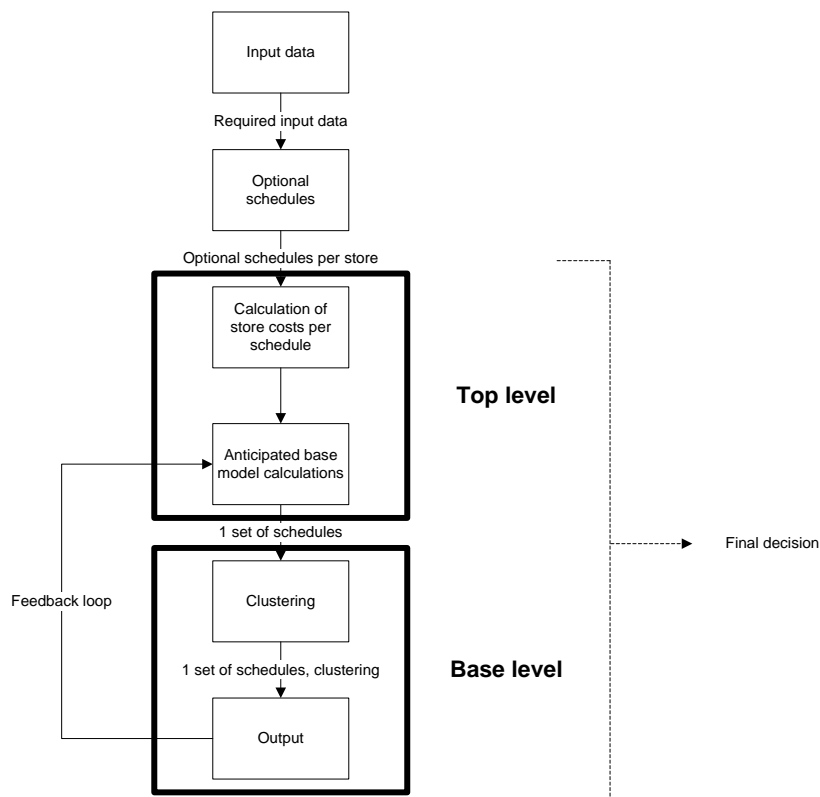 Input data
Required input data
Optional
schedules
Optional schedules per store
Calculation of
store costs per
schedule
Top level
Anticipated base
model calculations
1 set of schedules
Final decision
Clustering
Feedback loop
1 set of schedules, clustering
Base level
Output